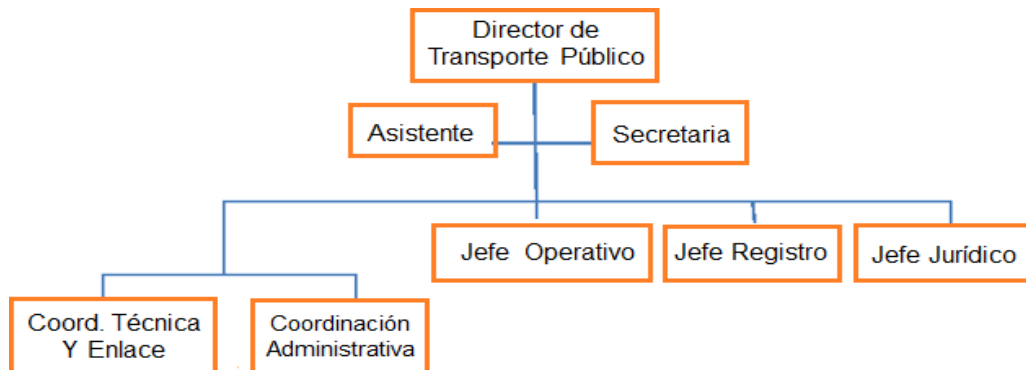 Director de
Transporte Público
Asistente
Secretaria
Jefe Operativo
Jefe Registro
Jefe Jurídico
Coord. Técnica
Y Enlace
Coordinación
Administrativa